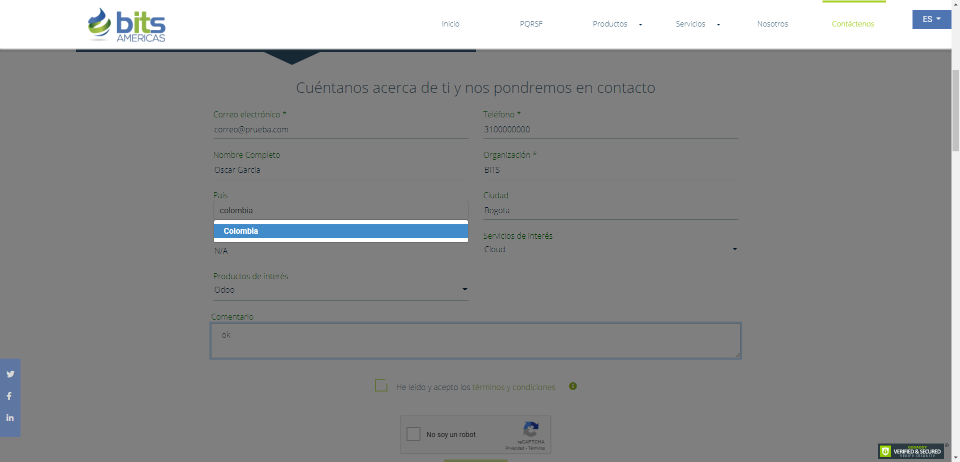 bits
AMERICAS
Inicio
PQRSF
Productos
Servicios
Nosotros
Contáctenos
ES
Cuéntanos acerca de ti y nos pondremos en contacto
Correo electrónico *
Teléfono *
correo@prueba.com
3100000000
Nombre Completo
Organización *
Oscar García
BITS
País
Ciudad
colombia
Bogota
Colombia
Servicios de Interés
N/A
Cloud
Productos de interés
Odoo
Comentario
ok
He leído y acepto los términos y condiciones
No soy un robot
reCAPTCHA
Privacidad - Términos
VERIFIED & SECURED